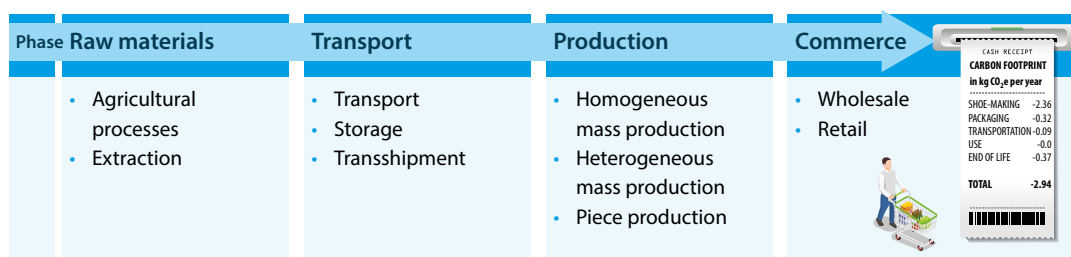 Phase Raw materials
Transport
Production
Commerce
• Agricultural
processes
• Extraction
• Transport
• Storage
• Transshipment
• Homogeneous
mass production
• Heterogeneous
mass production
• Piece production
• Wholesale
• Retail
CASH RECEIPT
CARBON FOOTPRINT
in kg CO₂e per year
SHOE-MAKING -2.36
PACKAGING -0.32
TRANSPORTATION -0.09
USE -0.0
END OF LIFE -0.37
TOTAL -2.94